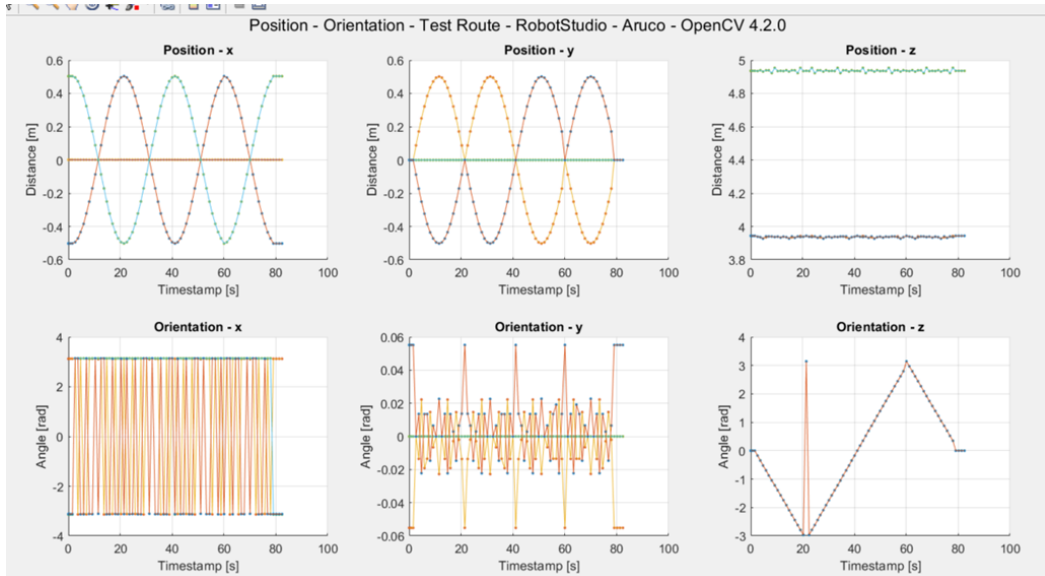 Position - Orientation - Test Route - RobotStudio - Aruco - OpenCV 4.2.0
Position - x
Position - y
Position - z
0.6
0.4
0.2
0
-0.2
-0.4
-0.6
Distance [m]
0 20 40 60 80 100
Timestamp [s]
0.6
0.4
0.2
0
-0.2
-0.4
-0.6
Distance [m]
0 20 40 60 80 100
Timestamp [s]
5
4.8
4.6
4.4
4.2
4
3.8
Distance [m]
0 20 40 60 80 100
Timestamp [s]
Orientation - x
Orientation - y
Orientation - z
4
2
0
-2
-4
Angle [rad]
0 20 40 60 80 100
Timestamp [s]
0.06
0.04
0.02
0
-0.02
-0.04
-0.06
Angle [rad]
0 20 40 60 80 100
Timestamp [s]
4
3
2
1
0
-1
-2
-3
Angle [rad]
0 20 40 60 80 100
Timestamp [s]